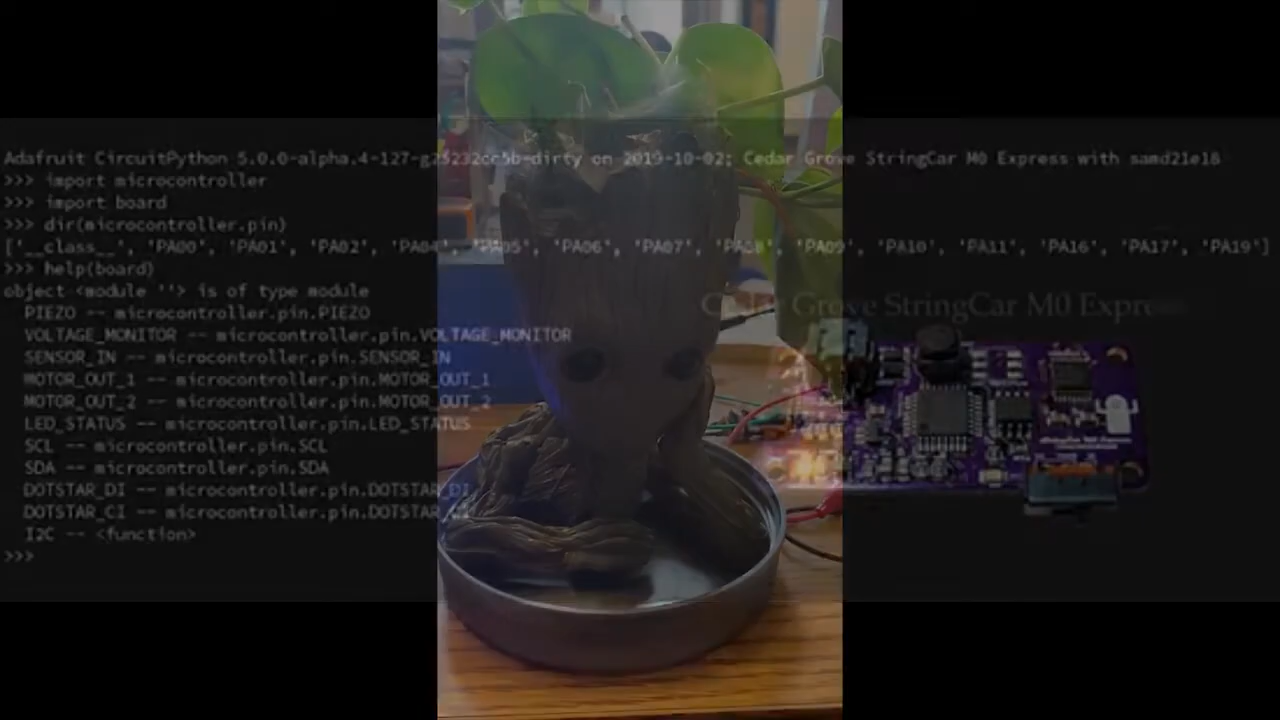 Adafruit CircuitPython 5.0.0-alpha.4-127-g23232cc5b-dirty on 2019-10-02; Cedar Grove StringCar M0 Express with samd21e18
>>> import microcontroller
>>> import board
>>> dir(microcontroller.pin)
['__class__', 'PA00', 'PA01', 'PA02', 'PA04', 'PA05', 'PA06', 'PA07', 'PA08', 'PA09', 'PA10', 'PA11', 'PA16', 'PA17', 'PA19']
>>> help(board)
object <module ''> is of type module
PIEZO -- microcontroller.pin.PIEZO
VOLTAGE_MONITOR -- microcontroller.pin.VOLTAGE_MONITOR
SENSOR_IN -- microcontroller.pin.SENSOR_IN
MOTOR_OUT_1 -- microcontroller.pin.MOTOR_OUT_1
MOTOR_OUT_2 -- microcontroller.pin.MOTOR_OUT_2
LED_STATUS -- microcontroller.pin.LED_STATUS
SCL -- microcontroller.pin.SCL
SDA -- microcontroller.pin.SDA
DOTSTAR_DI -- microcontroller.pin.DOTSTAR_DI
DOTSTAR_CI -- microcontroller.pin.DOTSTAR_CI
I2C -- <function>
>>>
Cedar Grove StringCar M0 Express